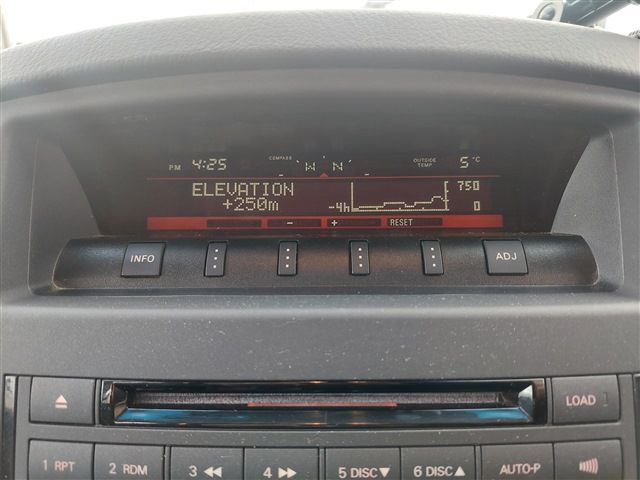 PM 4:25 COMPASS W N OUTSIDE TEMP 5 °C
ELEVATION 750
+250m -4h 0
- + RESET
INFO ADJ
LOAD
1 RPT 2 RDM 3 ◀◀ 4 ▶▶ 5 DISC▼ 6 DISC▲ AUTO-P